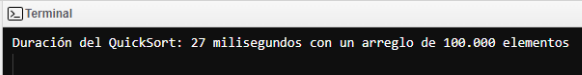 Terminal
Duración del QuickSort: 27 milisegundos con un arreglo de 100.000 elementos